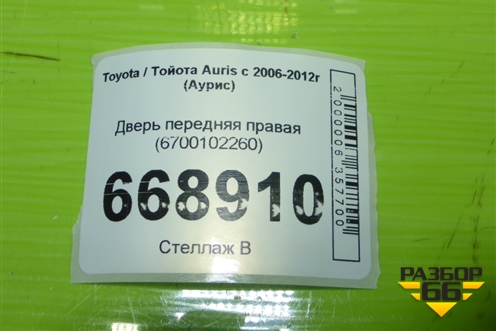 Toyota / Тойота Auris с 2006-2012г
(Аурис)
Дверь передняя правая
(6700102260)
668910
Стеллаж В
2000006357700
РАЗБОР
66